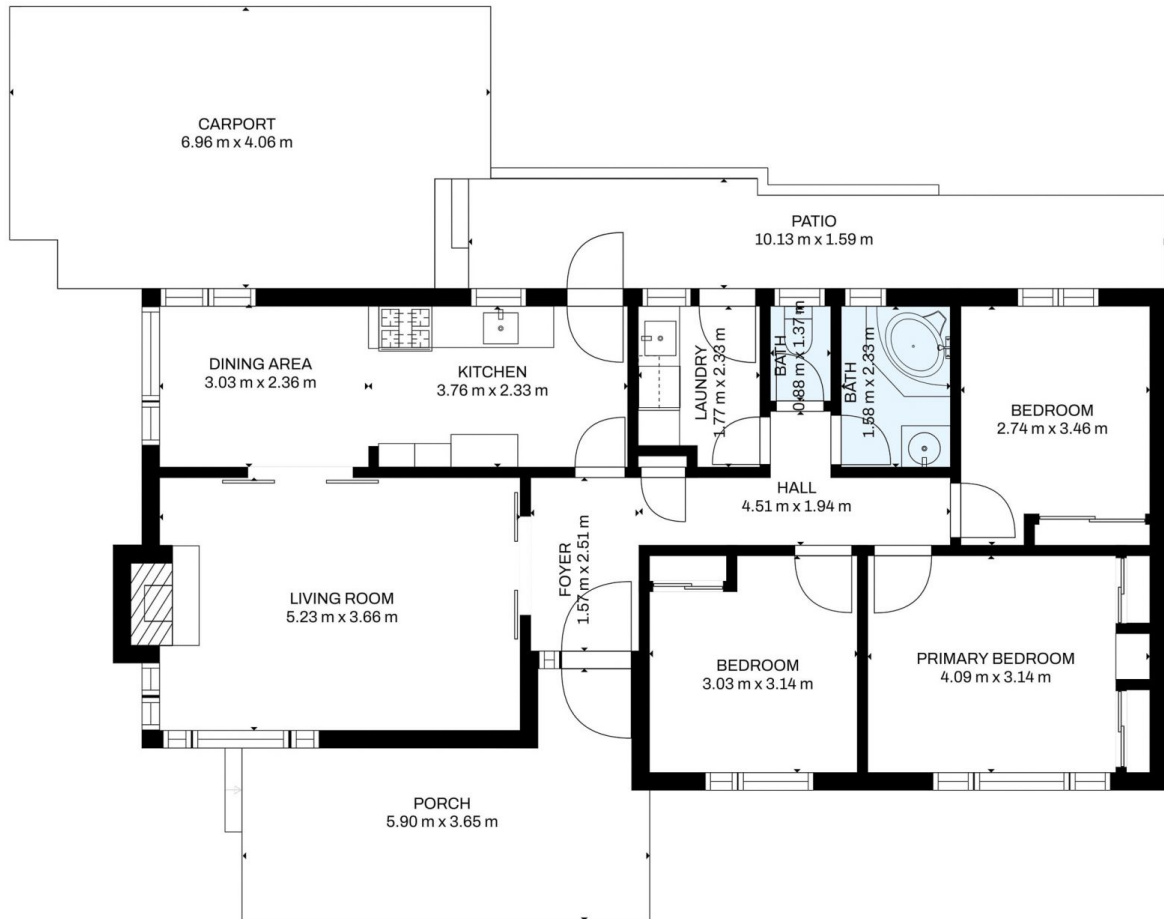 CARPORT
6.96 m x 4.06 m
PATIO
10.13 m x 1.59 m
DINING AREA
3.03 m x 2.36 m
KITCHEN
3.76 m x 2.33 m
LAUNDRY
1.77 m x 2.33 m
BATH
0.88 m x 1.37 m
BATH
1.58 m x 2.33 m
BEDROOM
2.74 m x 3.46 m
HALL
4.51 m x 1.94 m
FOYER
1.57 m x 2.51 m
LIVING ROOM
5.23 m x 3.66 m
BEDROOM
3.03 m x 3.14 m
PRIMARY BEDROOM
4.09 m x 3.14 m
PORCH
5.90 m x 3.65 m